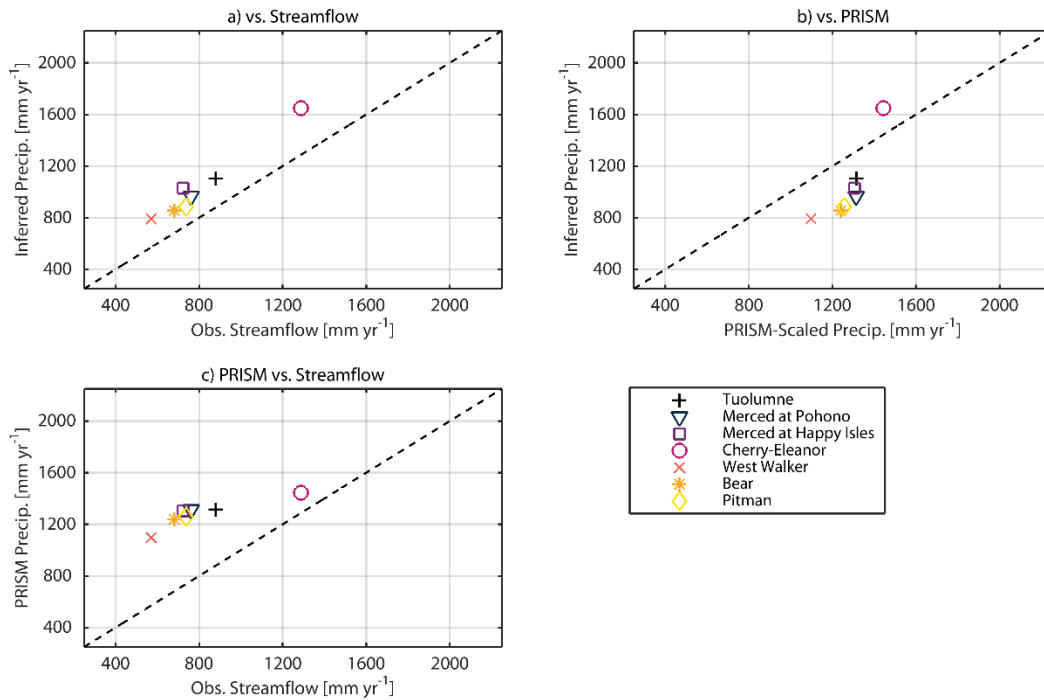 a) vs. Streamflow
Inferred Precip. [mm yr⁻¹]
2000
1600
1200
800
400
400 800 1200 1600 2000
Obs. Streamflow [mm yr⁻¹]
b) vs. PRISM
Inferred Precip. [mm yr⁻¹]
2000
1600
1200
800
400
400 800 1200 1600 2000
PRISM-Scaled Precip. [mm yr⁻¹]
c) PRISM vs. Streamflow
PRISM Precip. [mm yr⁻¹]
2000
1600
1200
800
400
400 800 1200 1600 2000
Obs. Streamflow [mm yr⁻¹]
Tuolumne
Merced at Pohono
Merced at Happy Isles
Cherry-Eleanor
West Walker
Bear
Pitman